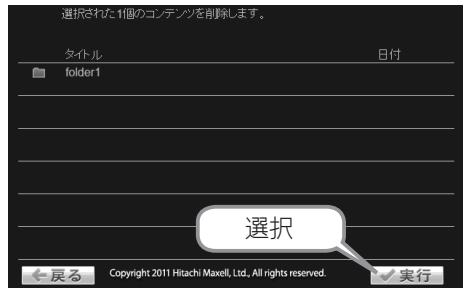 選択された1個のコンテンツを削除します。
タイトル 日付
folder1
選択
戻る Copyright 2011 Hitachi Maxell, Ltd., All rights reserved. 実行